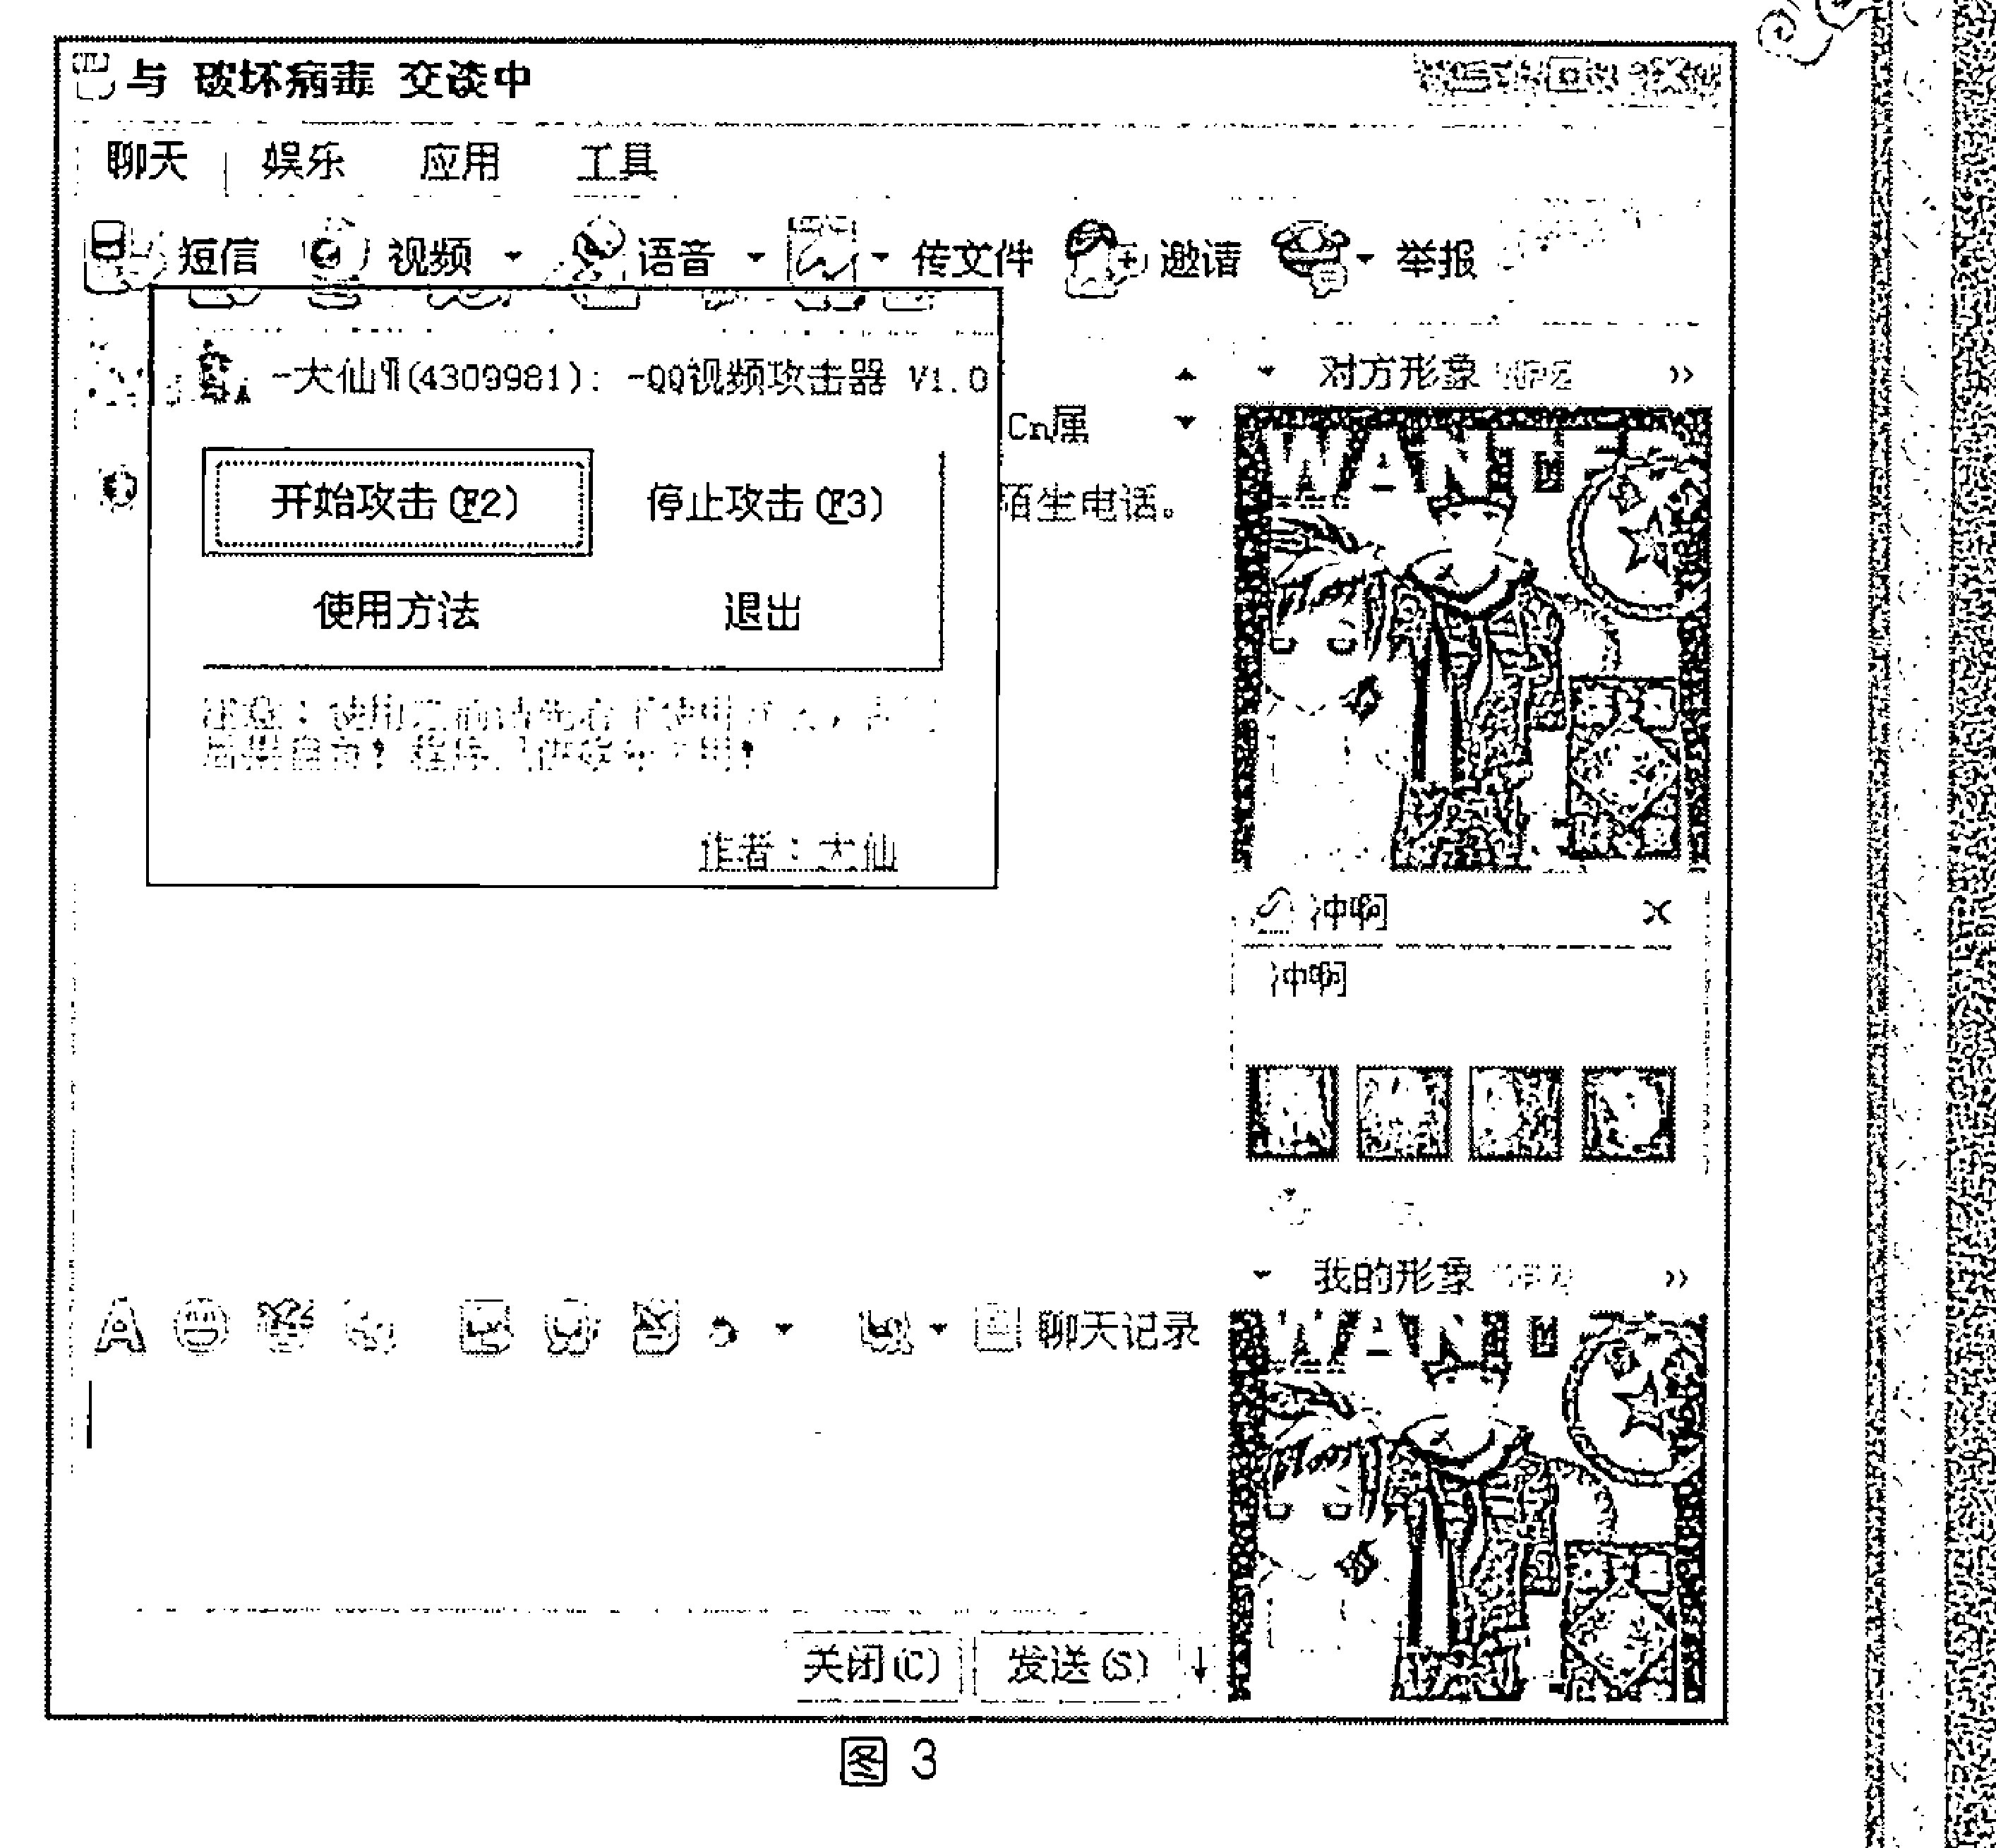 与 破坏病毒 交谈中
聊天 娱乐 应用 工具
短信 视频 语音 传文件 邀请 举报
-大仙¶(4309981): -QQ视频攻击器 V1.0
对方形象
Cn属
WANTE
开始攻击(F2) 停止攻击(F3)
陌生电话。
使用方法 退出
作者:大仙
冲啊
冲啊
我的形象
聊天记录
关闭(C) 发送(S)
图 3